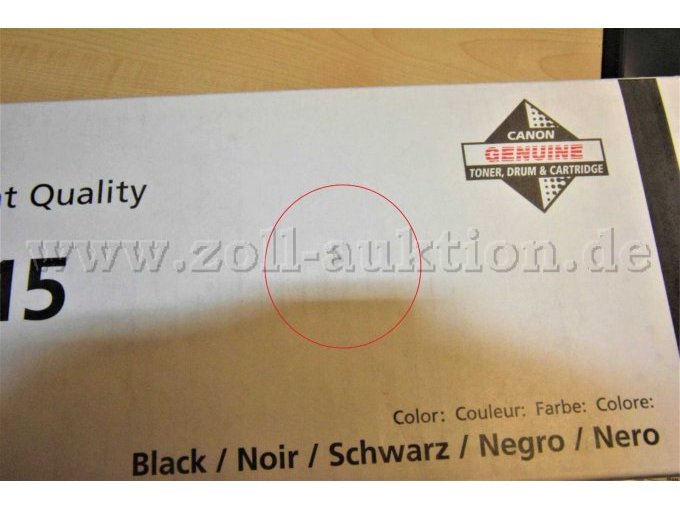 CANON
GENUINE
TONER, DRUM & CARTRIDGE
Quality
www.zoll-auktion.de
15
Color: Couleur: Farbe: Colore:
Black / Noir / Schwarz / Negro / Nero